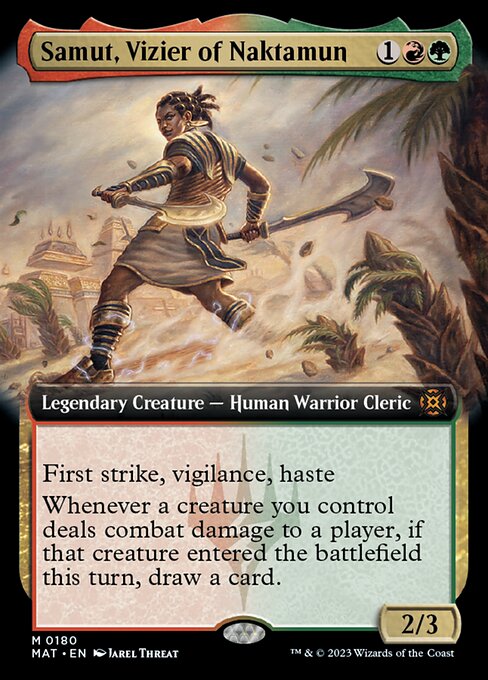 Samut, Vizier of Naktamun 1
Legendary Creature — Human Warrior Cleric
First strike, vigilance, haste
Whenever a creature you control
deals combat damage to a player, if
that creature entered the battlefield
this turn, draw a card.
2/3
M 0180
MAT • EN JAREL THREAT
™ & © 2023 Wizards of the Coast